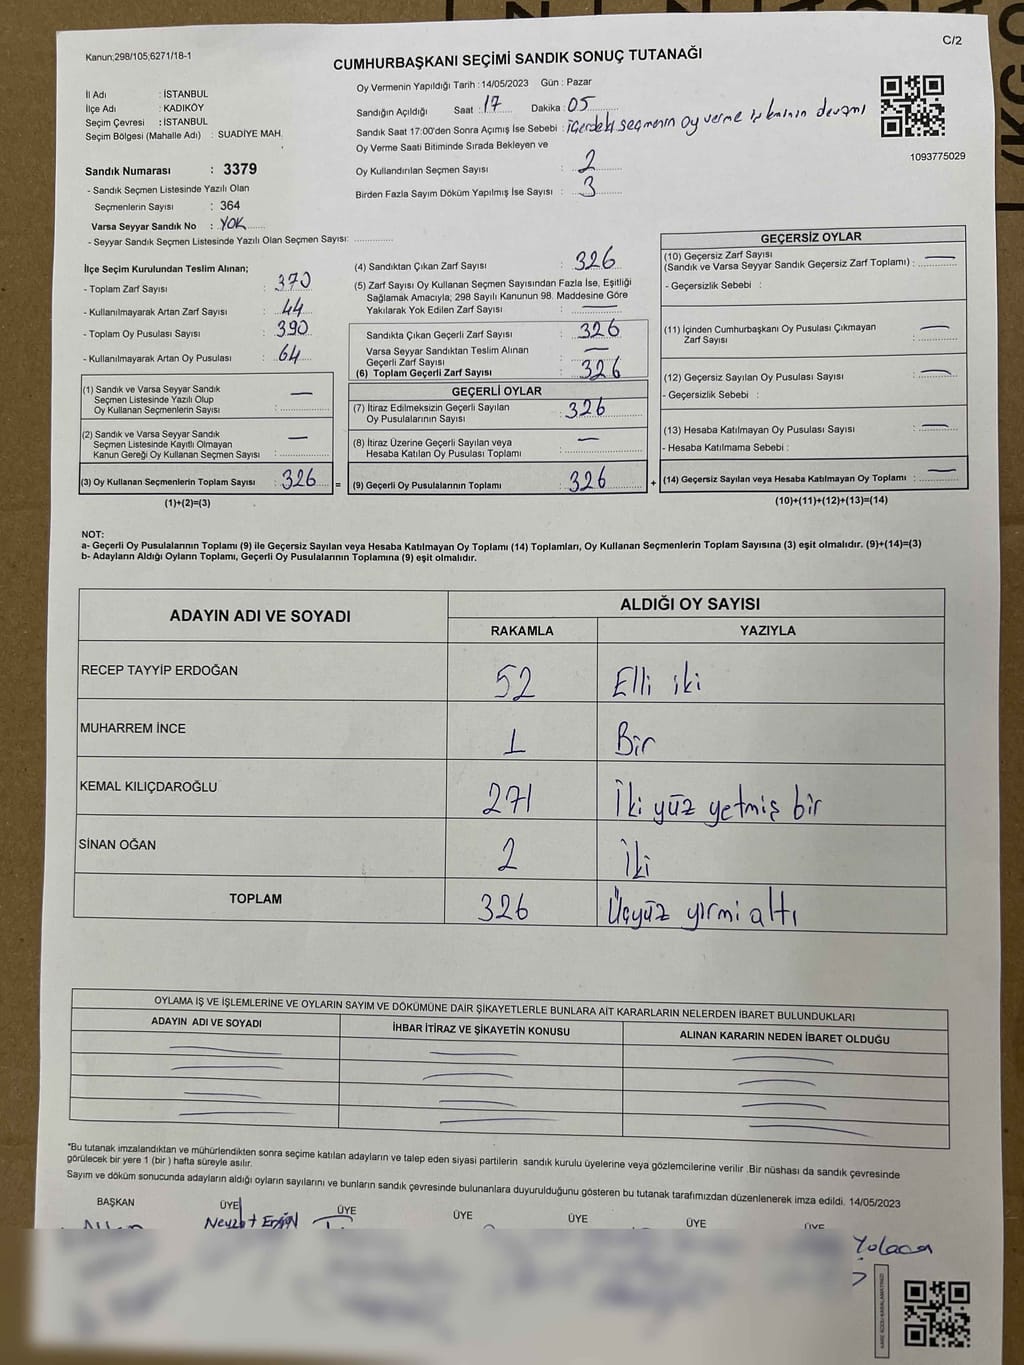 Kanun;298/105,6271/18-1
C/2
CUMHURBAŞKANI SEÇİMİ SANDIK SONUÇ TUTANAĞI
İl Adı : İSTANBUL
İlçe Adı : KADIKÖY
Seçim Çevresi : İSTANBUL
Seçim Bölgesi (Mahalle Adı) : SUADİYE MAH.
Sandık Numarası : 3379
- Sandık Seçmen Listesinde Yazılı Olan
Seçmenlerin Sayısı : 364
Varsa Seyyar Sandık No : YOK
- Seyyar Sandık Seçmen Listesinde Yazılı Olan Seçmen Sayısı:
Oy Vermenin Yapıldığı Tarih : 14/05/2023 Gün : Pazar
Sandığın Açıldığı Saat : 17 Dakika : 05
Sandık Saat 17:00'den Sonra Açımış İse Sebebi : içerdeki seçmenin oy verme işleminin devamı
Oy Verme Saati Bitiminde Sırada Bekleyen ve
Oy Kullandırılan Seçmen Sayısı : 2
Birden Fazla Sayım Döküm Yapılmış İse Sayısı : 3
1093775029
İlçe Seçim Kurulundan Teslim Alınan;
- Toplam Zarf Sayısı : 370
- Kullanılmayarak Artan Zarf Sayısı : 44
- Toplam Oy Pusulası Sayısı : 390
- Kullanılmayarak Artan Oy Pusulası : 64
(1) Sandık ve Varsa Seyyar Sandık
Seçmen Listesinde Yazılı Olup
Oy Kullanan Seçmenlerin Sayısı : —
(2) Sandık ve Varsa Seyyar Sandık
Seçmen Listesinde Kayıtlı Olmayan
Kanun Gereği Oy Kullanan Seçmen Sayısı : —
(3) Oy Kullanan Seçmenlerin Toplam Sayısı : 326 =
(1)+(2)=(3)
(4) Sandıktan Çıkan Zarf Sayısı : 326
(5) Zarf Sayısı Oy Kullanan Seçmen Sayısından Fazla İse, Eşitliği
Sağlamak Amacıyla; 298 Sayılı Kanunun 98. Maddesine Göre
Yakılarak Yok Edilen Zarf Sayısı : —
Sandıkta Çıkan Geçerli Zarf Sayısı : 326
Varsa Seyyar Sandıktan Teslim Alınan
Geçerli Zarf Sayısı : —
(6) Toplam Geçerli Zarf Sayısı : 326
GEÇERLİ OYLAR
(7) İtiraz Edilmeksizin Geçerli Sayılan
Oy Pusulalarının Sayısı : 326
(8) İtiraz Üzerine Geçerli Sayılan veya
Hesaba Katılan Oy Pusulası Toplamı : —
(9) Geçerli Oy Pusulalarının Toplamı : 326 +
GEÇERSİZ OYLAR
(10) Geçersiz Zarf Sayısı
(Sandık ve Varsa Seyyar Sandık Geçersiz Zarf Toplamı) : —
- Geçersizlik Sebebi :
(11) İçinden Cumhurbaşkanı Oy Pusulası Çıkmayan
Zarf Sayısı : —
(12) Geçersiz Sayılan Oy Pusulası Sayısı : —
- Geçersizlik Sebebi :
(13) Hesaba Katılmayan Oy Pusulası Sayısı : —
- Hesaba Katılmama Sebebi :
(14) Geçersiz Sayılan veya Hesaba Katılmayan Oy Toplamı : —
(10)+(11)+(12)+(13)=(14)
NOT:
a- Geçerli Oy Pusulalarının Toplamı (9) ile Geçersiz Sayılan veya Hesaba Katılmayan Oy Toplamı (14) Toplamları, Oy Kullanan Seçmenlerin Toplam Sayısına (3) eşit olmalıdır. (9)+(14)=(3)
b- Adayların Aldığı Oyların Toplamı, Geçerli Oy Pusulalarının Toplamına (9) eşit olmalıdır.
ADAYIN ADI VE SOYADI
ALDIĞI OY SAYISI
RAKAMLA YAZIYLA
RECEP TAYYİP ERDOĞAN 52 Elli iki
MUHARREM İNCE 1 Bir
KEMAL KILIÇDAROĞLU 271 İki yüz yetmiş bir
SİNAN OĞAN 2 İki
TOPLAM 326 Üçyüz yirmi altı
OYLAMA İŞ VE İŞLEMLERİNE VE OYLARIN SAYIM VE DÖKÜMÜNE DAİR ŞİKAYETLERLE BUNLARA AİT KARARLARIN NELERDEN İBARET BULUNDUKLARI
ADAYIN ADI VE SOYADI İHBAR İTİRAZ VE ŞİKAYETİN KONUSU ALINAN KARARIN NEDEN İBARET OLDUĞU
*Bu tutanak imzalandıktan ve mühürlendikten sonra seçime katılan adayların ve talep eden siyasi partilerin sandık kurulu üyelerine veya gözlemcilerine verilir .Bir nüshası da sandık çevresinde
görülecek bir yere 1 (bir ) hafta süreyle asılır.
Sayım ve döküm sonucunda adayların aldığı oyların sayılarını ve bunların sandık çevresinde bulunanlara duyurulduğunu gösteren bu tutanak tarafımızdan düzenlenerek imza edildi. 14/05/2023
BAŞKAN ÜYE ÜYE ÜYE ÜYE ÜYE ÜYE